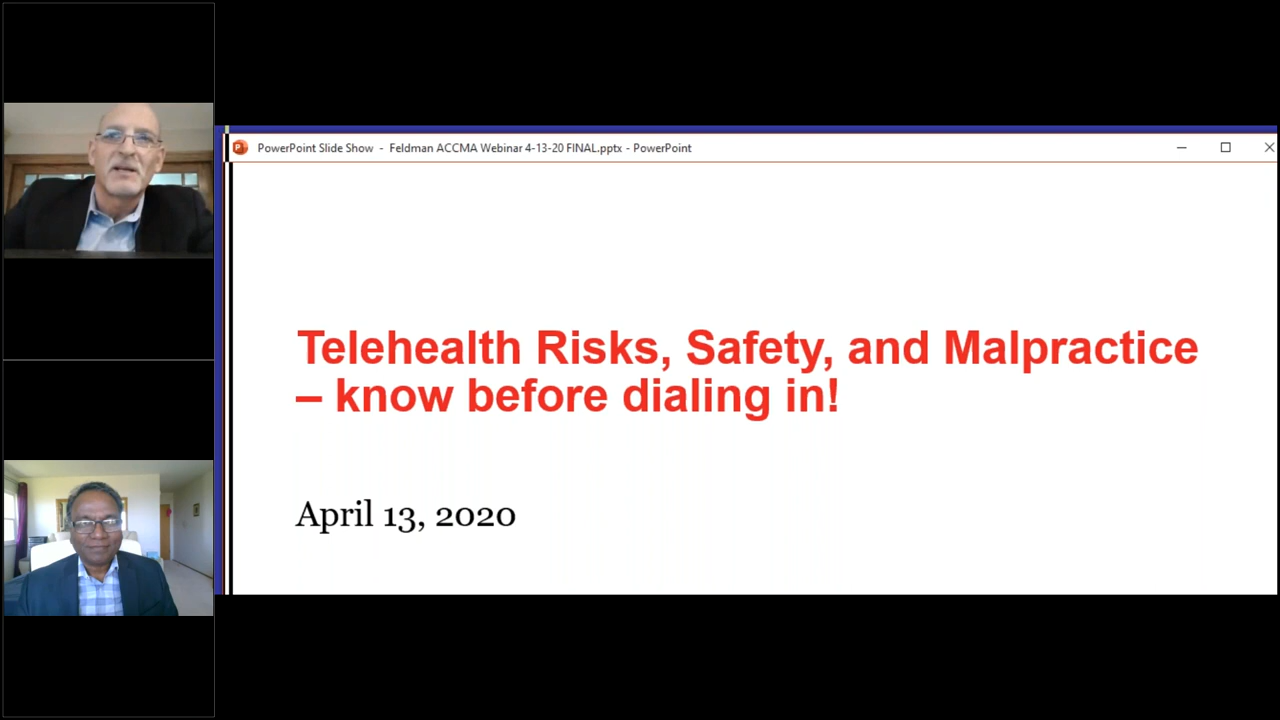 PowerPoint Slide Show - Feldman ACCMA Webinar 4-13-20 FINAL.pptx - PowerPoint
Telehealth Risks, Safety, and Malpractice
– know before dialing in!
April 13, 2020